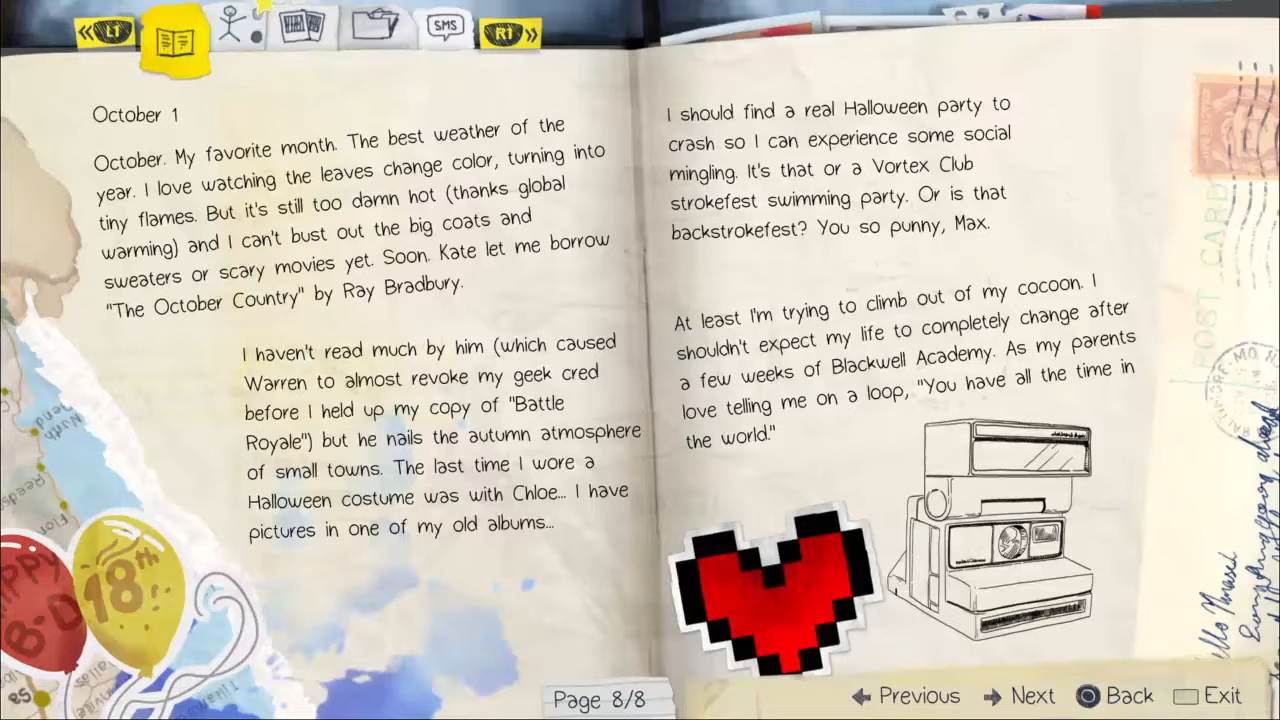 L1
SMS
R1
October 1
October. My favorite month. The best weather of the
year. I love watching the leaves change color, turning into
tiny flames. But it's still too damn hot (thanks global
warming) and I can't bust out the big coats and
sweaters or scary movies yet. Soon. Kate let me borrow
"The October Country" by Ray Bradbury.
I haven't read much by him (which caused
Warren to almost revoke my geek cred
before I held up my copy of "Battle
Royale") but he nails the autumn atmosphere
of small towns. The last time I wore a
Halloween costume was with Chloe... I have
pictures in one of my old albums...
North
Bend
18th
B-D
I should find a real Halloween party to
crash so I can experience some social
mingling. It's that or a Vortex Club
strokefest swimming party. Or is that
backstrokefest? You so punny, Max.
At least I'm trying to climb out of my cocoon. I
shouldn't expect my life to completely change after
a few weeks of Blackwell Academy. As my parents
love telling me on a loop, "You have all the time in
the world."
POST CARD
Page 8/8
Previous
Next
Back
Exit